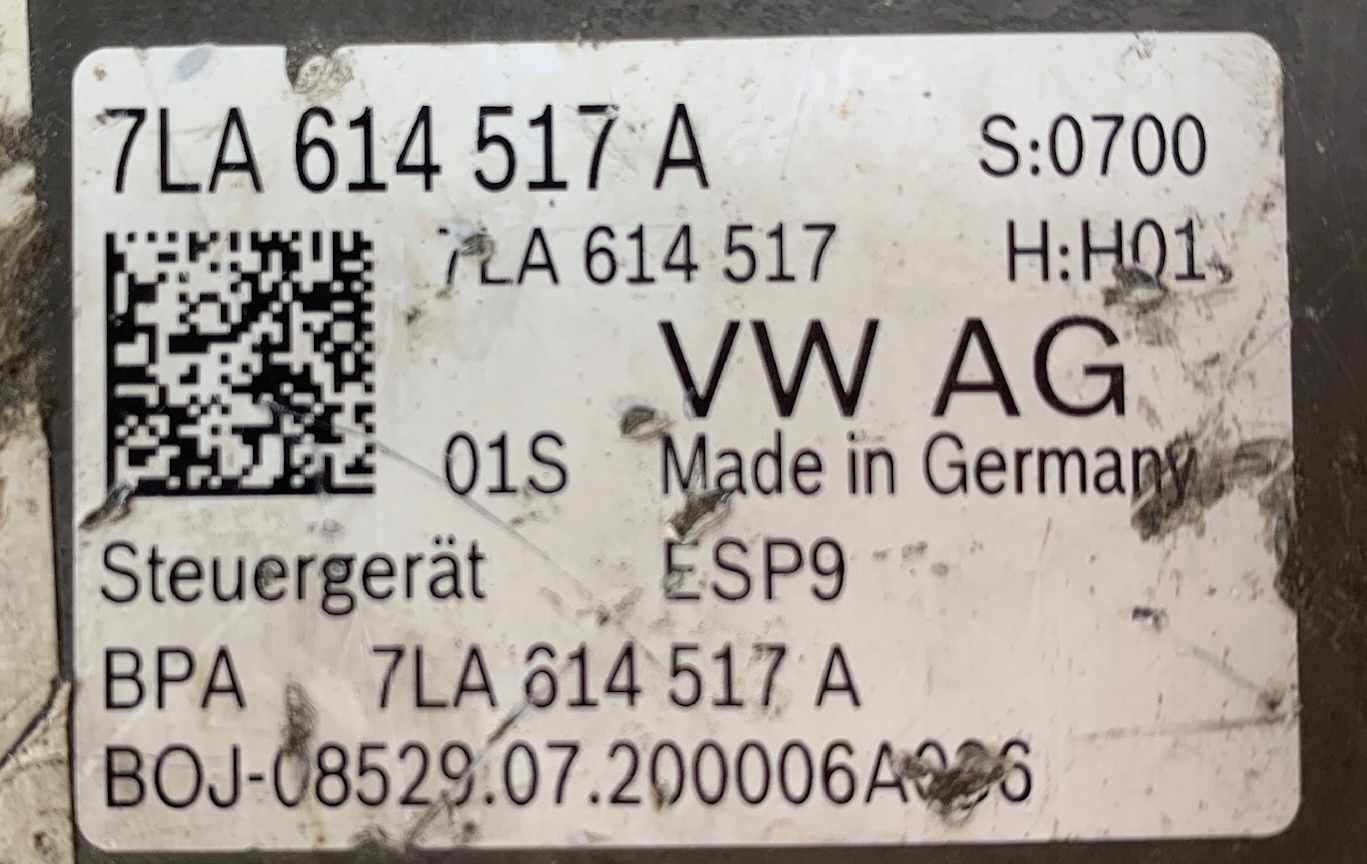 7LA 614 517 A S:0700
7LA 614 517 H:H01
VW AG
01S Made in Germany
Steuergerät ESP9
BPA 7LA 614 517 A